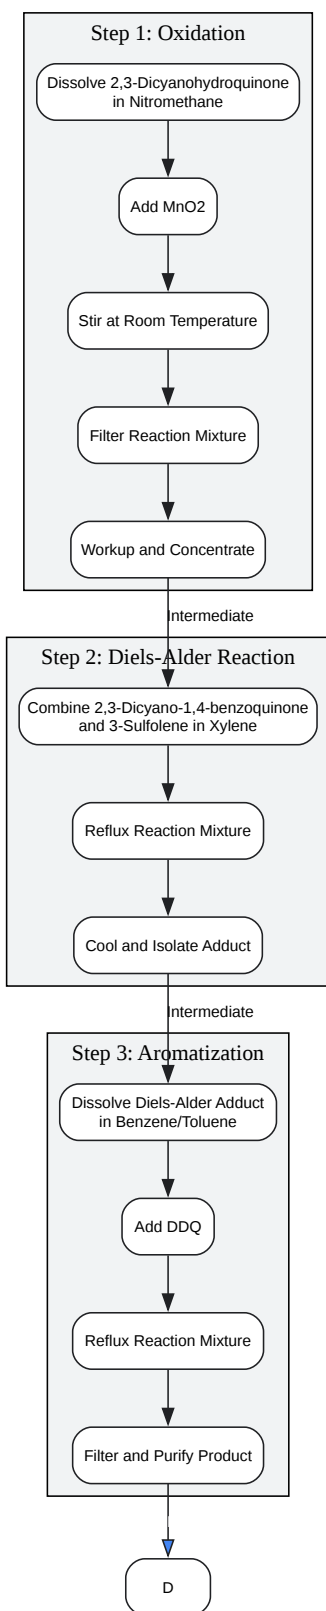 Step 1: Oxidation
Dissolve 2,3-Dicyanohydroquinone
in Nitromethane
Add MnO2
Stir at Room Temperature
Filter Reaction Mixture
Workup and Concentrate
Intermediate
Step 2: Diels-Alder Reaction
Combine 2,3-Dicyano-1,4-benzoquinone
and 3-Sulfolene in Xylene
Reflux Reaction Mixture
Cool and Isolate Adduct
Intermediate
Step 3: Aromatization
Dissolve Diels-Alder Adduct
in Benzene/Toluene
Add DDQ
Reflux Reaction Mixture
Filter and Purify Product
D